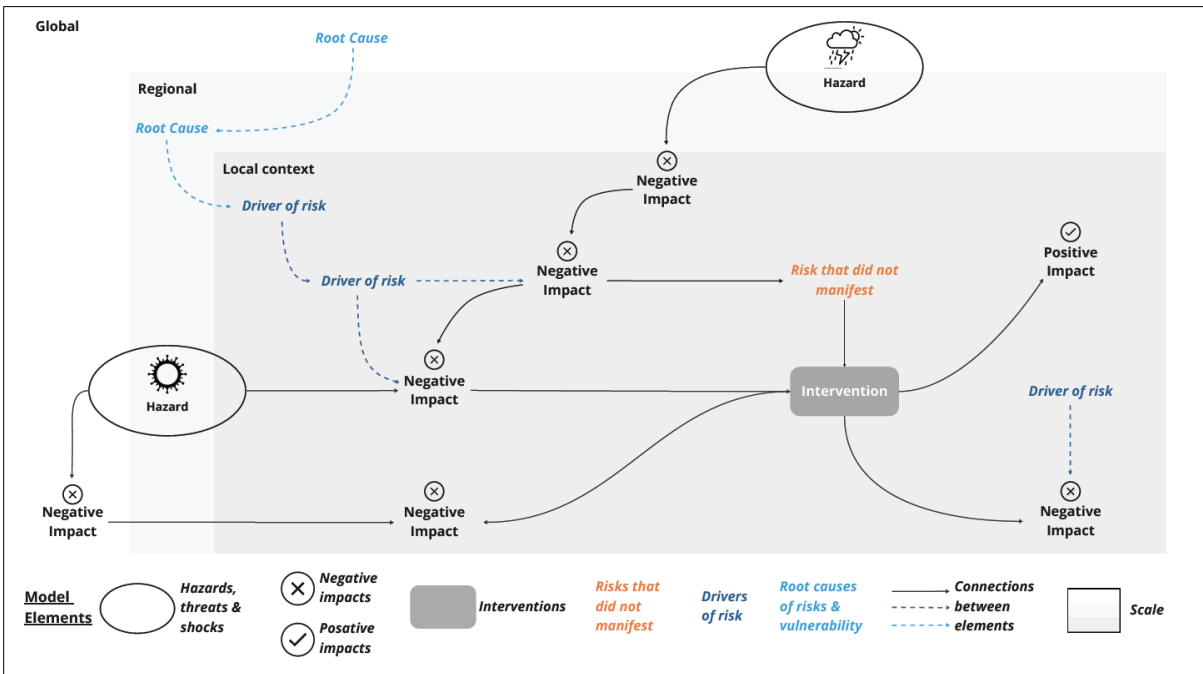 Global
Root Cause
Hazard
Regional
Root Cause
Local context
Negative
Impact
Driver of risk
Positive
Impact
Negative
Impact
Risk that did not
manifest
Driver of risk
Negative
Impact
Intervention
Driver of risk
Hazard
Negative
Impact
Negative
Impact
Negative
Impact
Model
Elements
Hazards,
threats &
shocks
Negative
impacts
Posative
impacts
Interventions
Risks that
did not
manifest
Drivers
of risk
Root causes
of risks &
vulnerability
Connections
between
elements
Scale